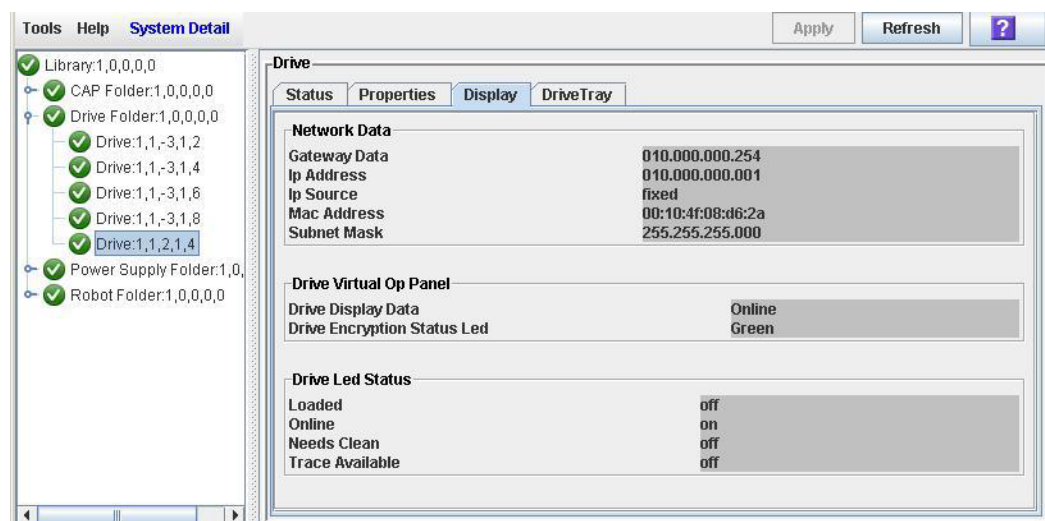 Tools Help System Detail Apply Refresh ?
Library:1,0,0,0,0
CAP Folder:1,0,0,0,0
Drive Folder:1,0,0,0,0
Drive:1,1,-3,1,2
Drive:1,1,-3,1,4
Drive:1,1,-3,1,6
Drive:1,1,-3,1,8
Drive:1,1,2,1,4
Power Supply Folder:1,0,
Robot Folder:1,0,0,0,0
Drive
Status Properties Display DriveTray
Network Data
Gateway Data 010.000.000.254
Ip Address 010.000.000.001
Ip Source fixed
Mac Address 00:10:4f:08:d6:2a
Subnet Mask 255.255.255.000
Drive Virtual Op Panel
Drive Display Data Online
Drive Encryption Status Led Green
Drive Led Status
Loaded off
Online on
Needs Clean off
Trace Available off